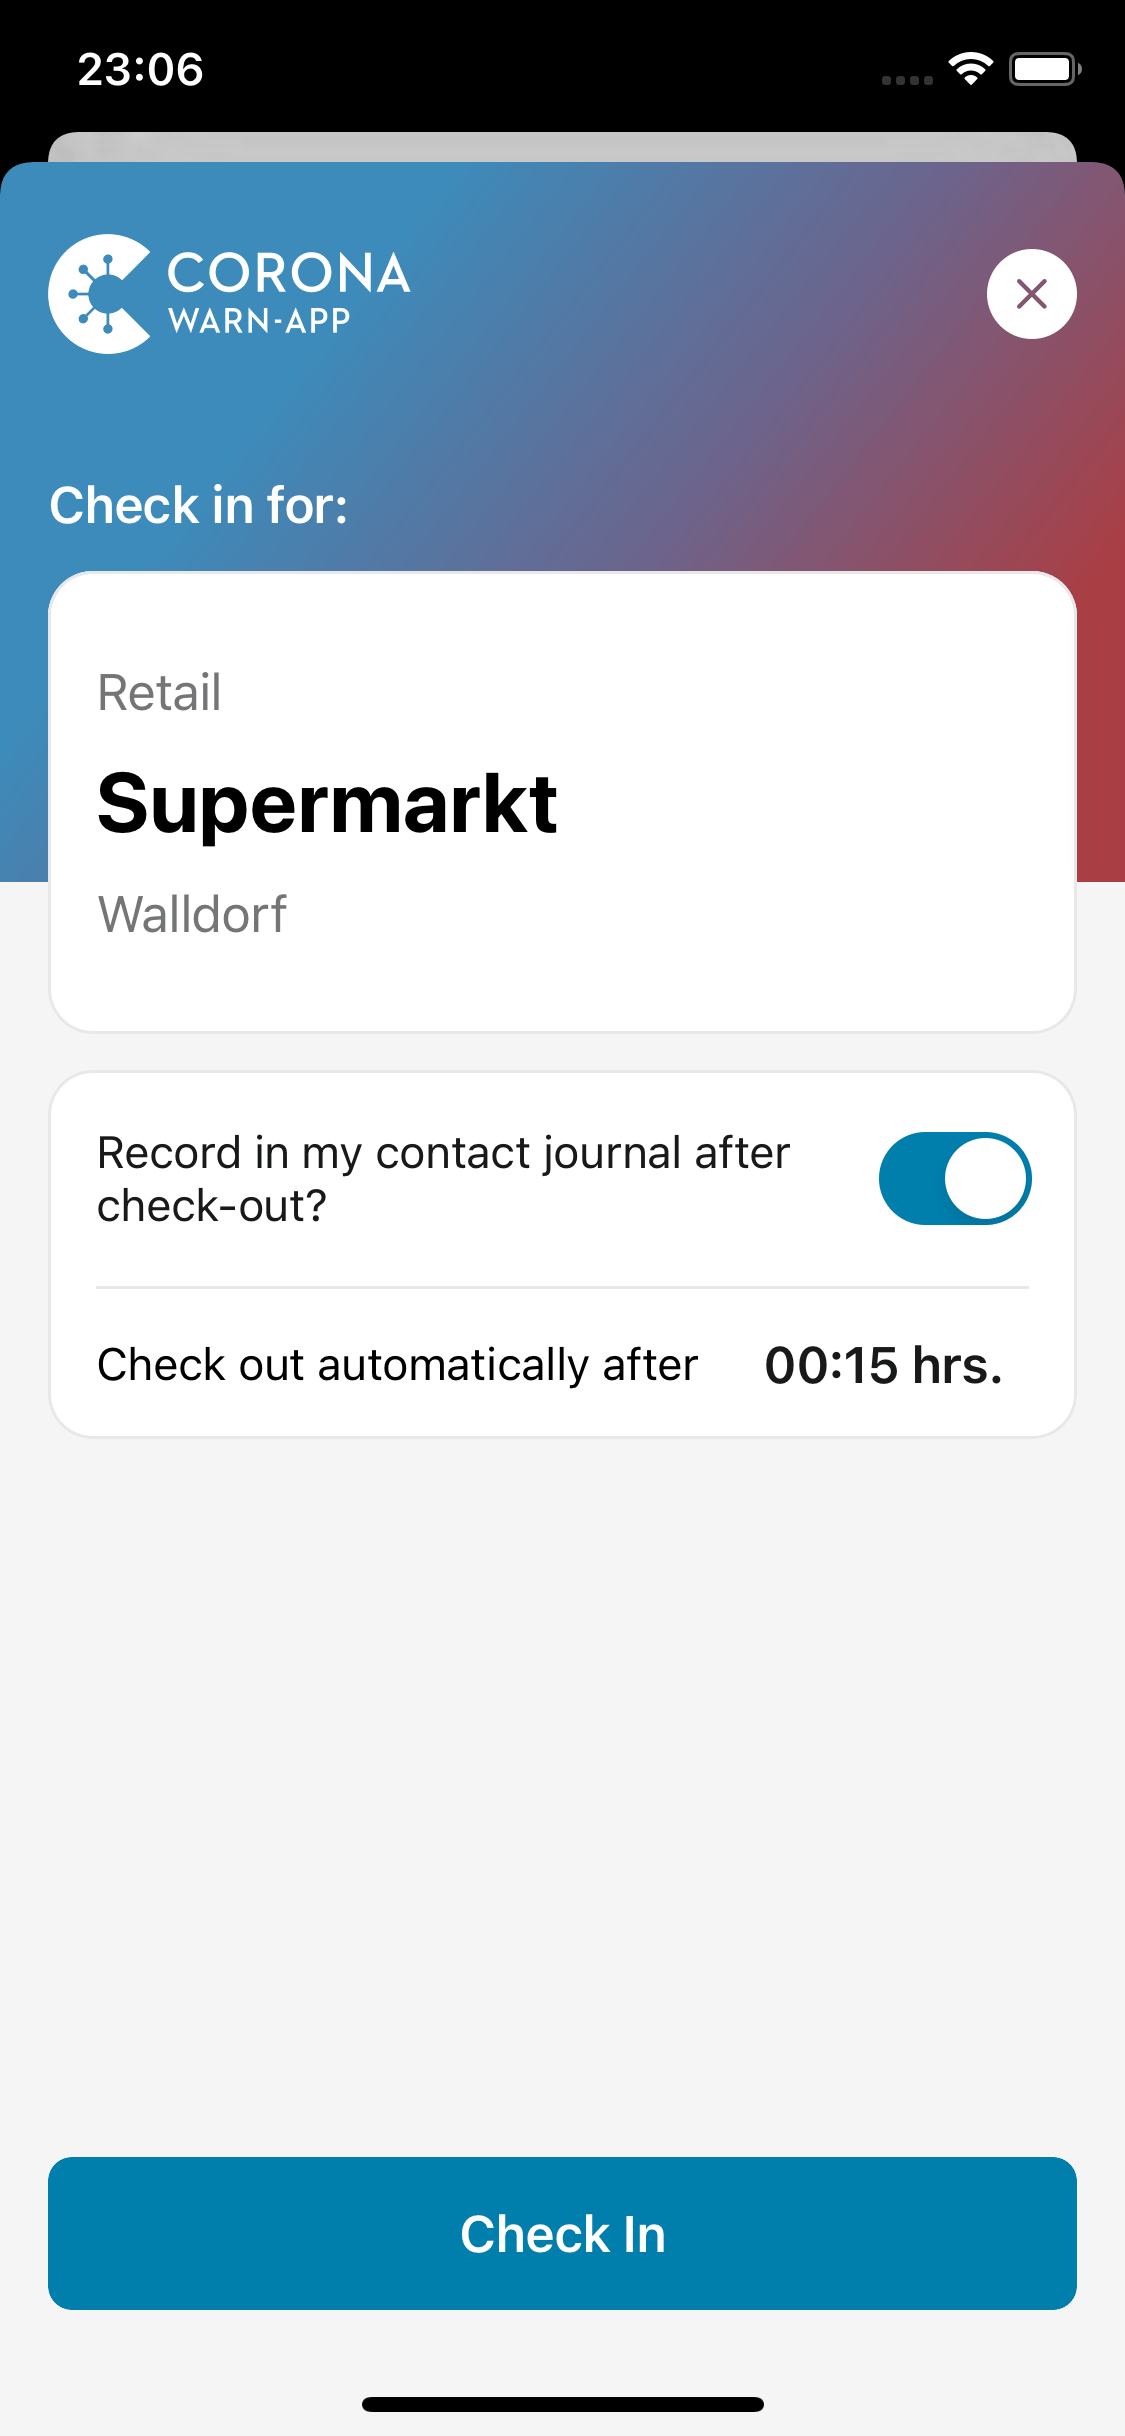 23:06
CORONA
WARN-APP
Check in for:
Retail
Supermarkt
Walldorf
Record in my contact journal after
check-out?
Check out automatically after 00:15 hrs.
Check In